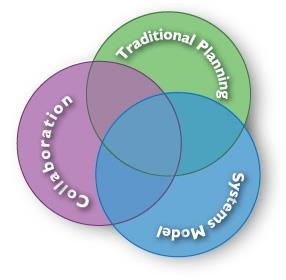 Traditional Planning
Collaboration
Systems Model